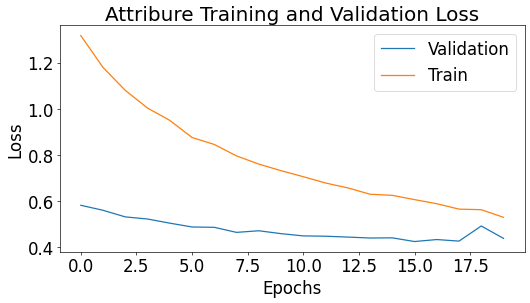 Attribure Training and Validation Loss
Validation
Train
Loss
1.2
1.0
0.8
0.6
0.4
0.0 2.5 5.0 7.5 10.0 12.5 15.0 17.5
Epochs